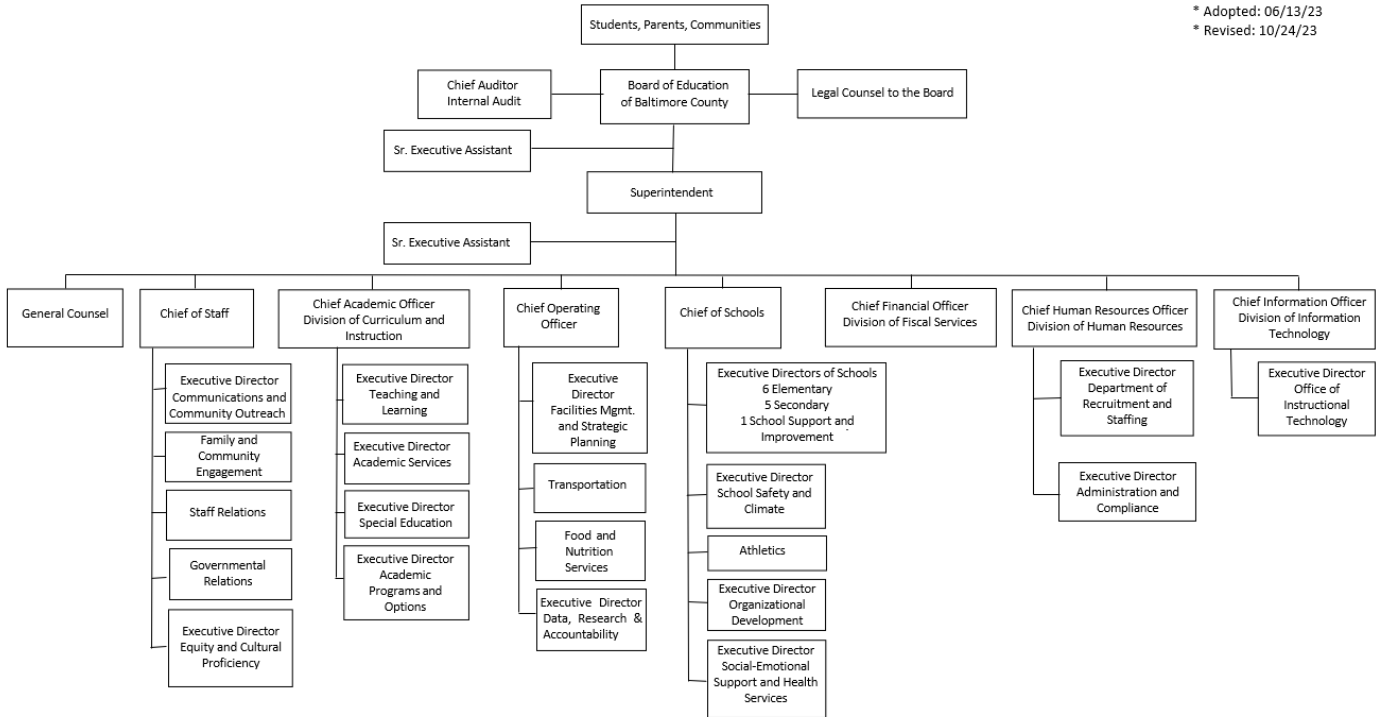 * Adopted: 06/13/23
* Revised: 10/24/23
Students, Parents, Communities
Chief Auditor
Internal Audit
Board of Education
of Baltimore County
Legal Counsel to the Board
Sr. Executive Assistant
Superintendent
Sr. Executive Assistant
General Counsel
Chief of Staff
Chief Academic Officer
Division of Curriculum and
Instruction
Chief Operating
Officer
Chief of Schools
Chief Financial Officer
Division of Fiscal Services
Chief Human Resources Officer
Division of Human Resources
Chief Information Officer
Division of Information
Technology
Executive Director
Communications and
Community Outreach
Family and
Community
Engagement
Staff Relations
Governmental
Relations
Executive Director
Equity and Cultural
Proficiency
Executive Director
Teaching and
Learning
Executive Director
Academic Services
Executive Director
Special Education
Executive Director
Academic
Programs and
Options
Executive
Director
Facilities Mgmt.
and Strategic
Planning
Transportation
Food and
Nutrition
Services
Executive Director
Data, Research &
Accountability
Executive Directors of Schools
6 Elementary
5 Secondary
1 School Support and
Improvement
Executive Director
School Safety and
Climate
Athletics
Executive Director
Organizational
Development
Executive Director
Social-Emotional
Support and Health
Services
Executive Director
Department of
Recruitment and
Staffing
Executive Director
Administration and
Compliance
Executive Director
Office of
Instructional
Technology